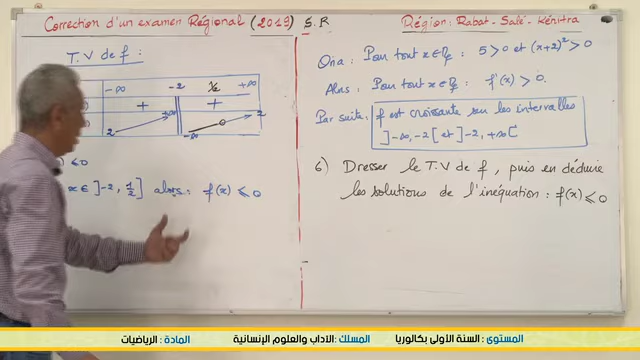 Correction d'un examen Régional (2019) S.R
Région: Rabat-Salé-Kénitra
T.V de f :
-∞ -2 ½ +∞
+ +
2 +∞ -∞ 0 2
) ≤ 0
x ∈ ]-2, 1/2] alors: f(x) ≤ 0
On a: Pour tout x ∈ Df: 5 > 0 et (x+2)² > 0
Alors: Pour tout x ∈ Df: f'(x) > 0.
Par suite: f est croissante sur les intervalles
]-∞, -2[ et ]-2, +∞[
6) Dresser le T.V de f, puis en déduire
les solutions de l'inéquation: f(x) ≤ 0
المستوى : السنة الأولى بكالوريا
المسلك :الآداب والعلوم الإنسانية
المادة : الرياضيات